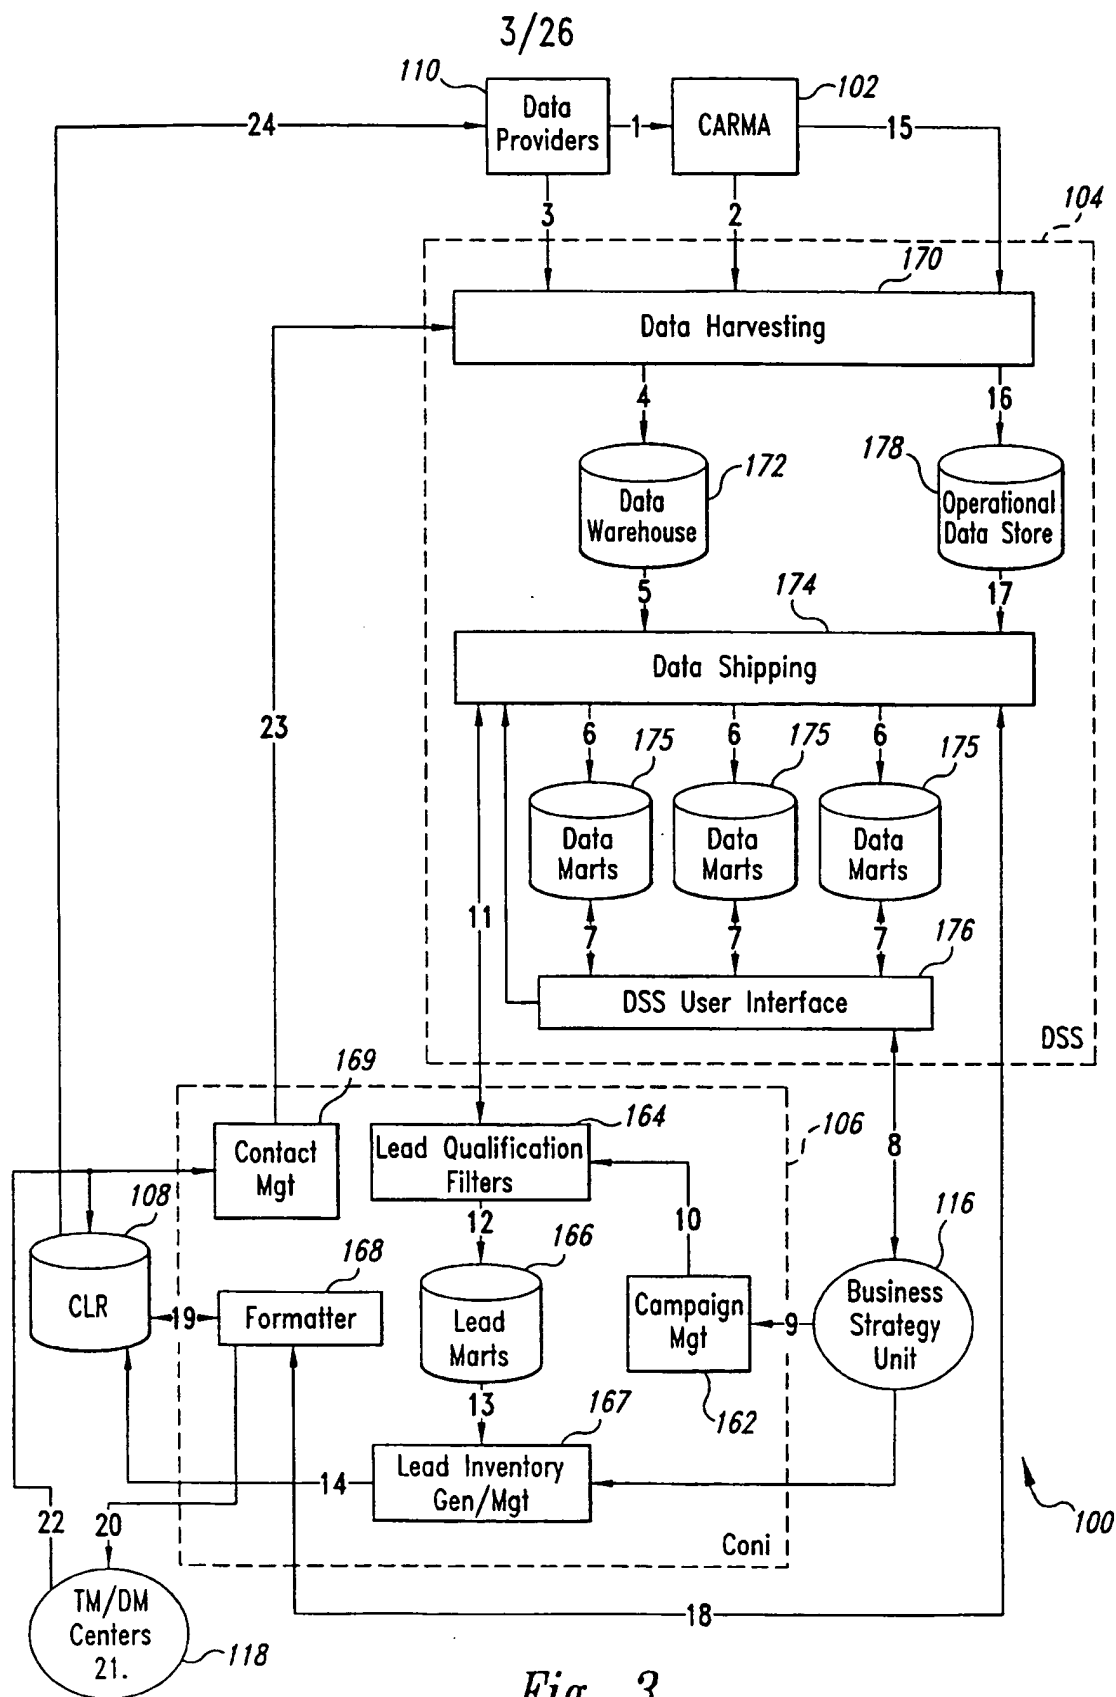 3/26
110
102
Data
Providers
CARMA
24
1
15
3
2
104
170
Data Harvesting
4
16
172
178
Data
Warehouse
Operational
Data Store
5
17
174
Data Shipping
23
6
6
6
175
175
175
Data
Marts
Data
Marts
Data
Marts
11
7
7
7
176
DSS User Interface
DSS
169
164
106
8
Contact
Mgt
Lead Qualification
Filters
108
12
10
116
168
166
CLR
19
Formatter
Lead
Marts
Campaign
Mgt
9
Business
Strategy
Unit
13
167
162
14
Lead Inventory
Gen/Mgt
22
20
Coni
100
TM/DM
Centers
21.
18
118
Fig. 3